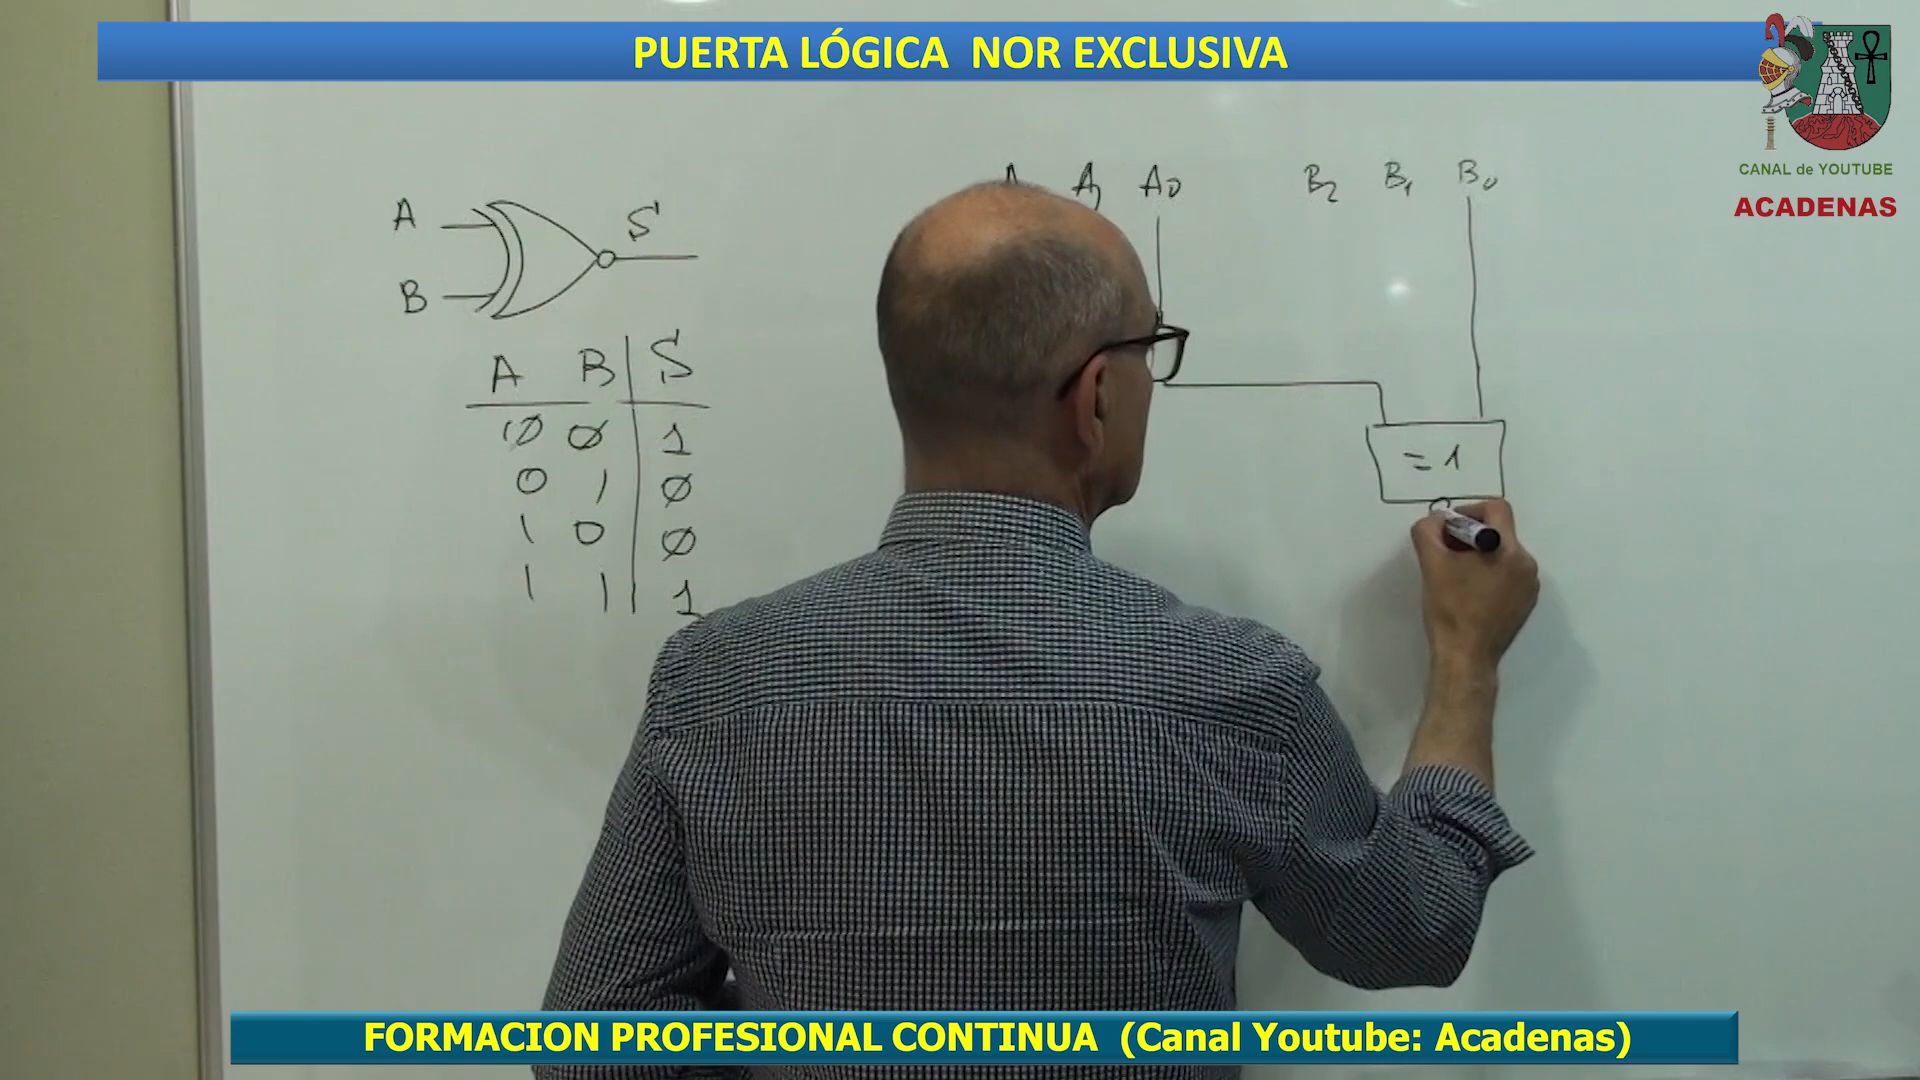 PUERTA LÓGICA NOR EXCLUSIVA
CANAL de YOUTUBE
ACADENAS
A₁ A₀ B₂ B₁ B₀
A S
B
A B S
0 0 1
0 1 0
1 0 0
1 1 1
= 1
FORMACION PROFESIONAL CONTINUA (Canal Youtube: Acadenas)